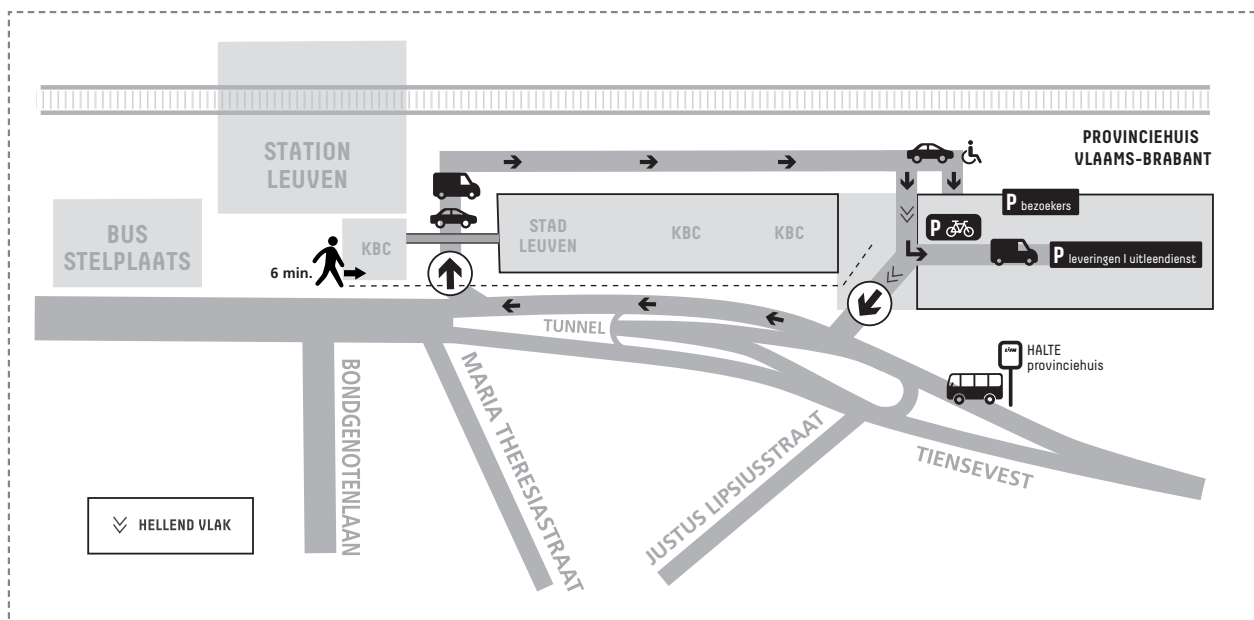 STATION
LEUVEN
PROVINCIEHUIS
VLAAMS-BRABANT
BUS
STELPLAATS
KBC
STAD
LEUVEN
KBC
KBC
P bezoekers
P
P leveringen I uitleendienst
6 min.
TUNNEL
HALTE
provinciehuis
BONDGENOTENLAAN
MARIA THERESIASTRAAT
JUSTUS LIPSIUSSTRAAT
TIENSEVEST
HELLEND VLAK